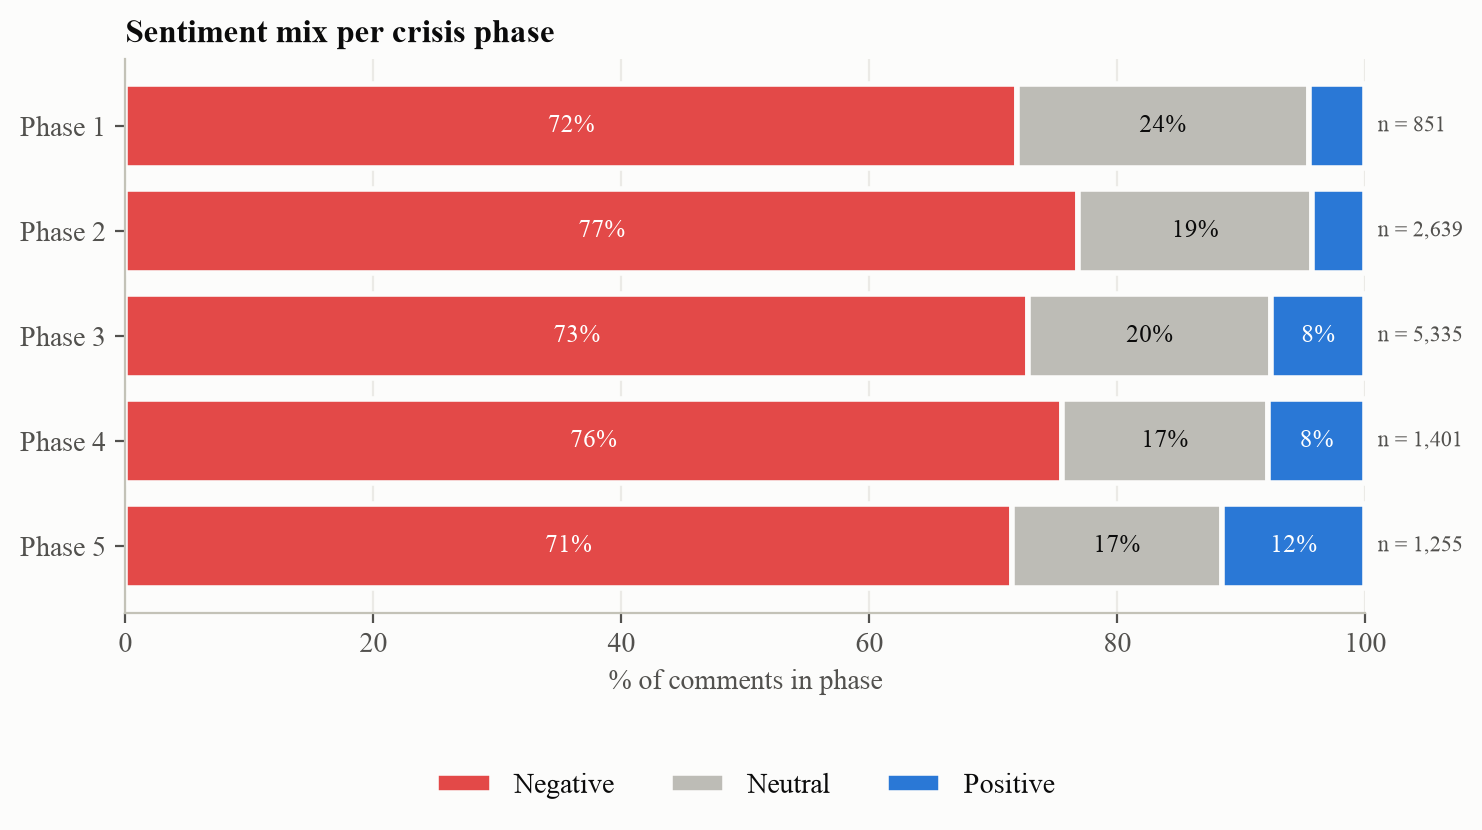 Sentiment mix per crisis phase
Phase 1 72% 24% n = 851
Phase 2 77% 19% n = 2,639
Phase 3 73% 20% 8% n = 5,335
Phase 4 76% 17% 8% n = 1,401
Phase 5 71% 17% 12% n = 1,255
0 20 40 60 80 100
% of comments in phase
Negative Neutral Positive